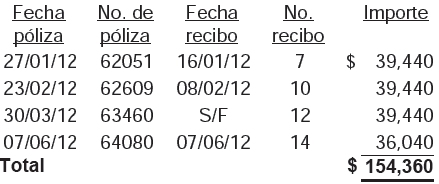 Fecha No. de Fecha No. Importe
póliza póliza recibo recibo
27/01/12 62051 16/01/12 7 $ 39,440
23/02/12 62609 08/02/12 10 39,440
30/03/12 63460 S/F 12 39,440
07/06/12 64080 07/06/12 14 36,040
Total $ 154,360